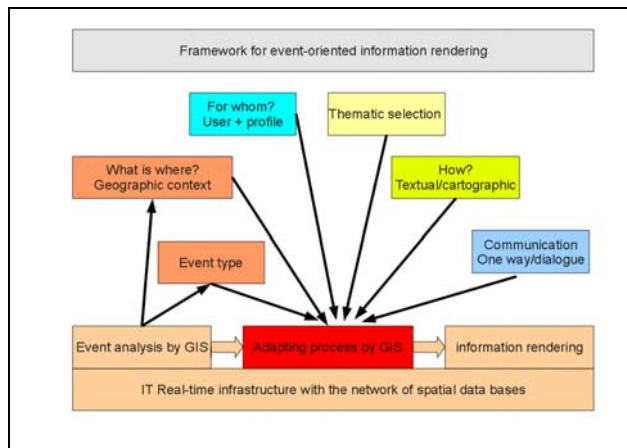 Framework for event-oriented information rendering
For whom?
User + profile
Thematic selection
What is where?
Geographic context
How?
Textual/cartographic
Event type
Communication
One way/dialogue
Event analysis by GIS
Adapting process by GIS
information rendering
IT Real-time infrastructure with the network of spatial data bases